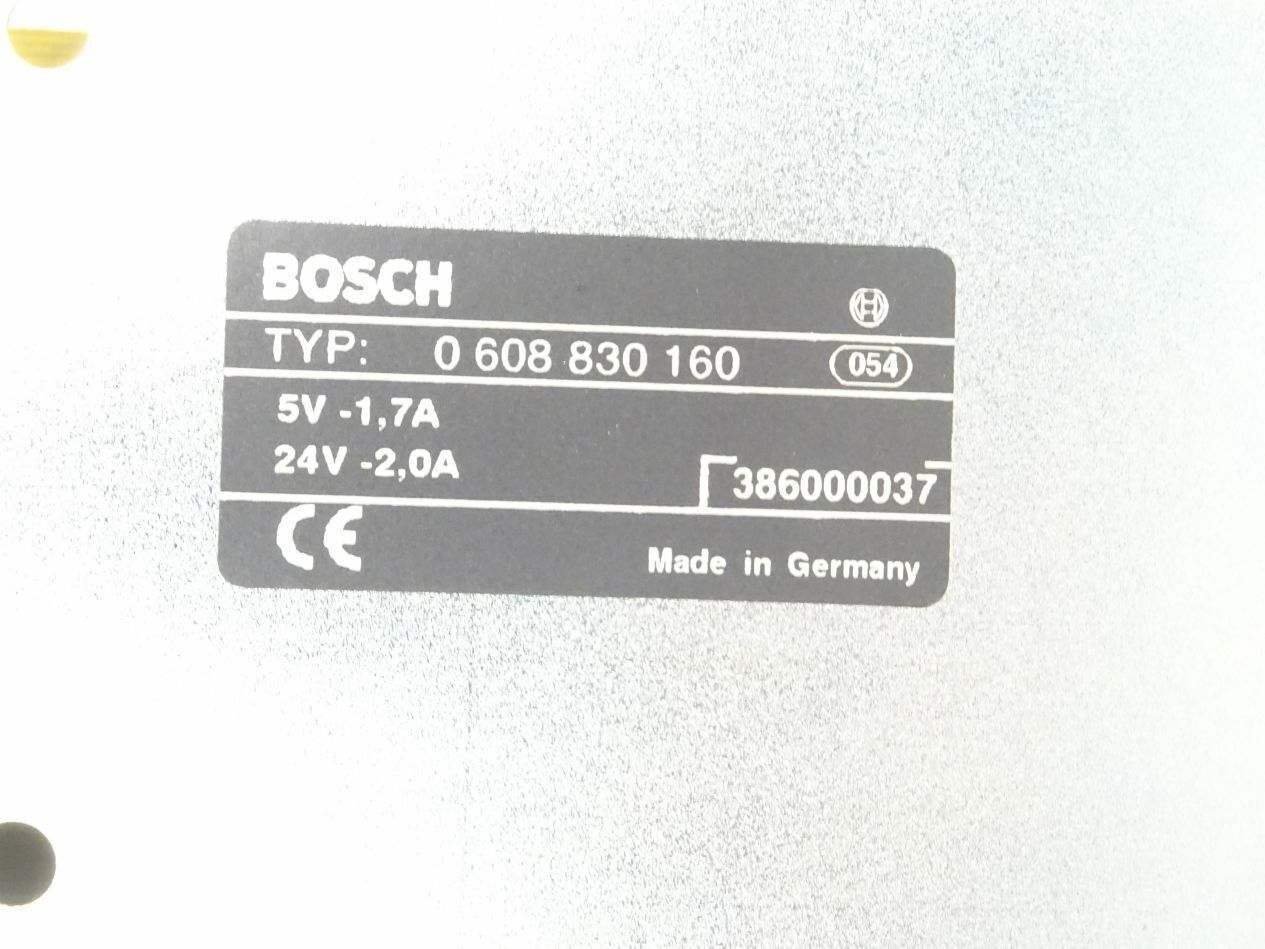 BOSCH
TYP: 0 608 830 160 054
5V -1,7A
24V -2,0A
386000037
CE
Made in Germany